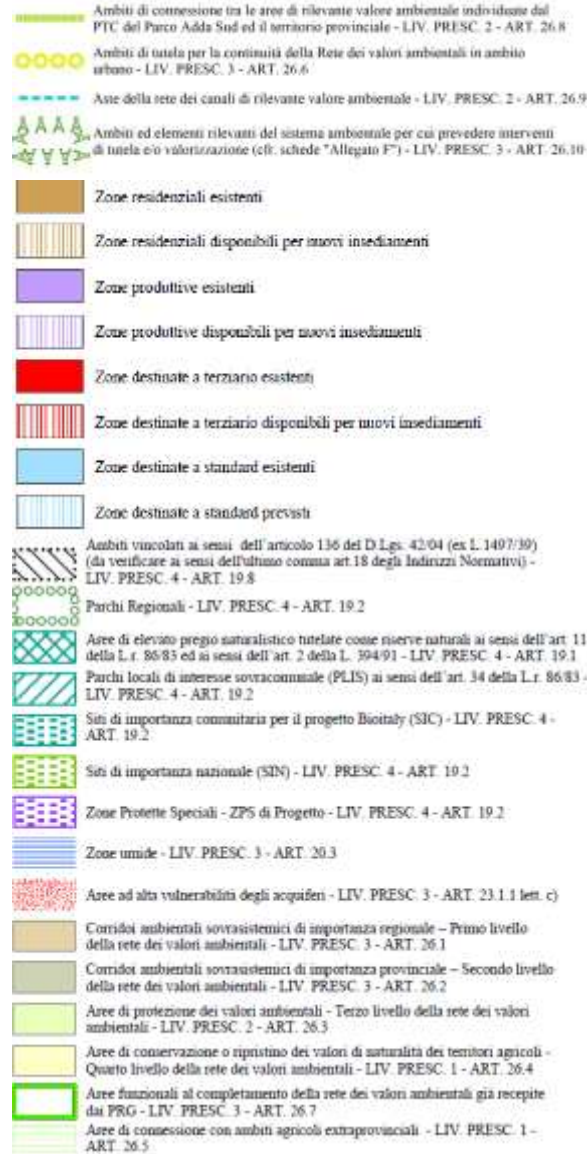 Ambiti di connessione tra le aree di rilevante valore ambientale individuate dal
PTC del Parco Adda Sud ed il territorio provinciale - LIV. PRESC. 2 - ART. 26.8
Ambiti di tutela per la continuità della Rete dei valori ambientali in ambito
urbano - LIV. PRESC. 3 - ART. 26.6
Aste della rete dei canali di rilevante valore ambientale - LIV. PRESC. 2 - ART. 26.9
Ambiti ed elementi rilevanti del sistema ambientale per cui prevedere interventi
di tutela e/o valorizzazione (cfr. schede "Allegato F") - LIV. PRESC. 3 - ART. 26.10
Zone residenziali esistenti
Zone residenziali disponibili per nuovi insediamenti
Zone produttive esistenti
Zone produttive disponibili per nuovi insediamenti
Zone destinate a terziario esistenti
Zone destinate a terziario disponibili per nuovi insediamenti
Zone destinate a standard esistenti
Zone destinate a standard previsti
Ambiti vincolati ai sensi dell'articolo 136 del D.Lgs. 42/04 (ex L.1497/39)
(da verificare ai sensi dell'ultimo comma art.18 degli Indirizzi Normativi) -
LIV. PRESC. 4 - ART. 19.8
Parchi Regionali - LIV. PRESC. 4 - ART. 19.2
Aree di elevato pregio naturalistico tutelate come riserve naturali ai sensi dell'art. 11
della L.r. 86/83 ed ai sensi dell'art. 2 della L. 394/91 - LIV. PRESC. 4 - ART. 19.1
Parchi locali di interesse sovracomunale (PLIS) ai sensi dell'art. 34 della L.r. 86/83 -
LIV. PRESC. 4 - ART. 19.2
Siti di importanza comunitaria per il progetto Bioitaly (SIC) - LIV. PRESC. 4 -
ART. 19.2
Siti di importanza nazionale (SIN) - LIV. PRESC. 4 - ART. 19.2
Zone Protette Speciali - ZPS di Progetto - LIV. PRESC. 4 - ART. 19.2
Zone umide - LIV. PRESC. 3 - ART. 20.3
Aree ad alta vulnerabilità degli acquiferi - LIV. PRESC. 3 - ART. 23.1.1 lett. c)
Corridoi ambientali sovrasistemici di importanza regionale – Primo livello
della rete dei valori ambientali - LIV. PRESC. 3 - ART. 26.1
Corridoi ambientali sovrasistemici di importanza provinciale – Secondo livello
della rete dei valori ambientali - LIV. PRESC. 3 - ART. 26.2
Aree di protezione dei valori ambientali - Terzo livello della rete dei valori
ambientali - LIV. PRESC. 2 - ART. 26.3
Aree di conservazione o ripristino dei valori di naturalità dei territori agricoli -
Quarto livello della rete dei valori ambientali - LIV. PRESC. 1 - ART. 26.4
Aree funzionali al completamento della rete dei valori ambientali già recepite
dai PRG - LIV. PRESC. 3 - ART. 26.7
Aree di connessione con ambiti agricoli extraprovinciali - LIV. PRESC. 1 -
ART. 26.5